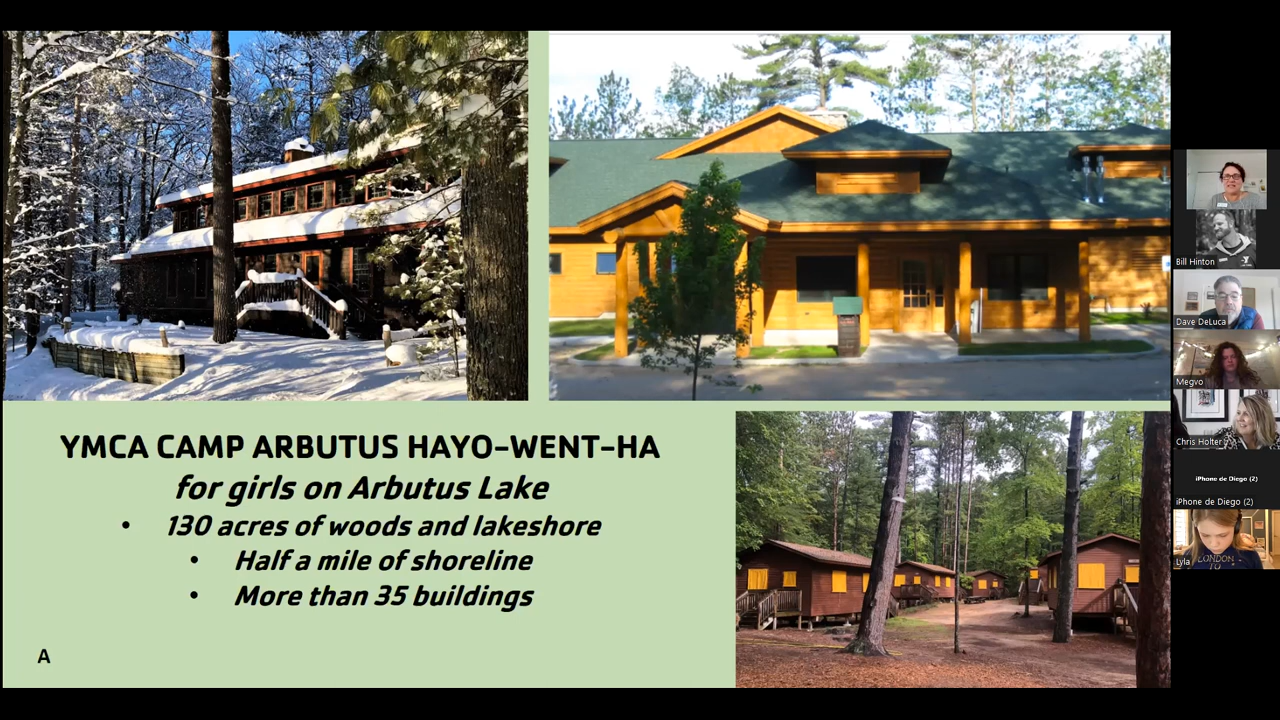 YMCA CAMP ARBUTUS HAYO-WENT-HA
for girls on Arbutus Lake
• 130 acres of woods and lakeshore
• Half a mile of shoreline
• More than 35 buildings
A
Bill Hinton
Dave DeLuca
Megvo
Chris Holter
iPhone de Diego (2)
iPhone de Diego (2)
LONDON
Lyla